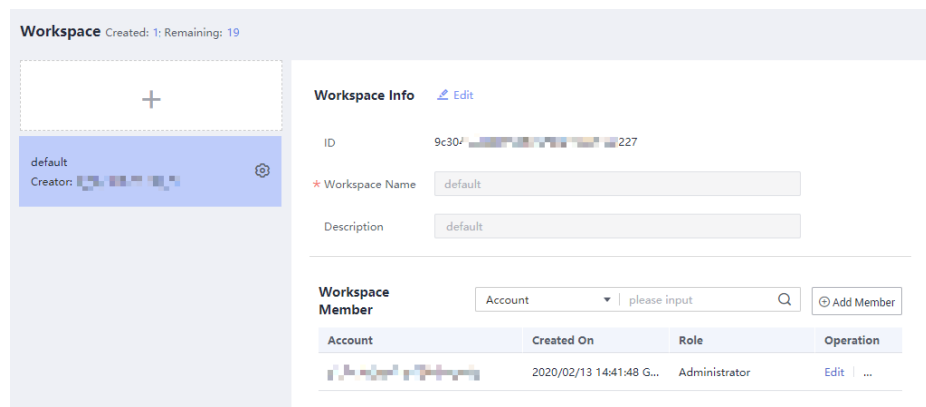 Workspace Created: 1: Remaining: 19
default
Creator:
Workspace Info Edit
ID 9c30 227
* Workspace Name default
Description default
Workspace Member
Account please input Add Member
Account Created On Role Operation
2020/02/13 14:41:48 G... Administrator Edit ...